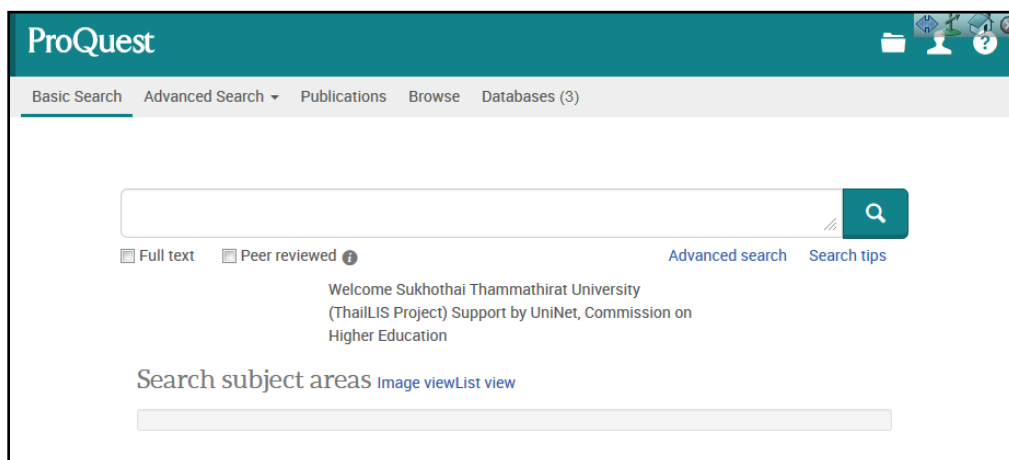 ProQuest
Basic Search Advanced Search Publications Browse Databases (3)
Full text Peer reviewed Advanced search Search tips
Welcome Sukhothai Thammathirat University
(ThailLIS Project) Support by UniNet, Commission on
Higher Education
Search subject areas Image viewList view